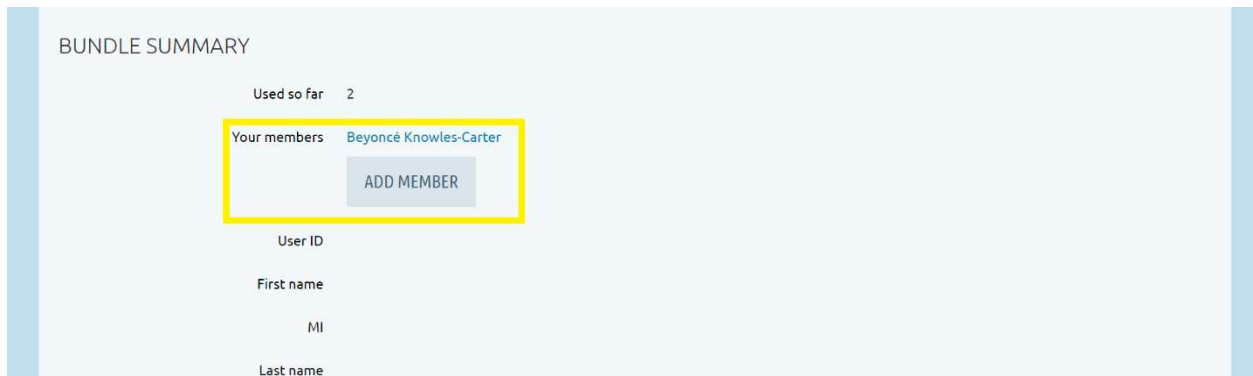 BUNDLE SUMMARY
Used so far 2
Your members Beyoncé Knowles-Carter
ADD MEMBER
User ID
First name
MI
Last name